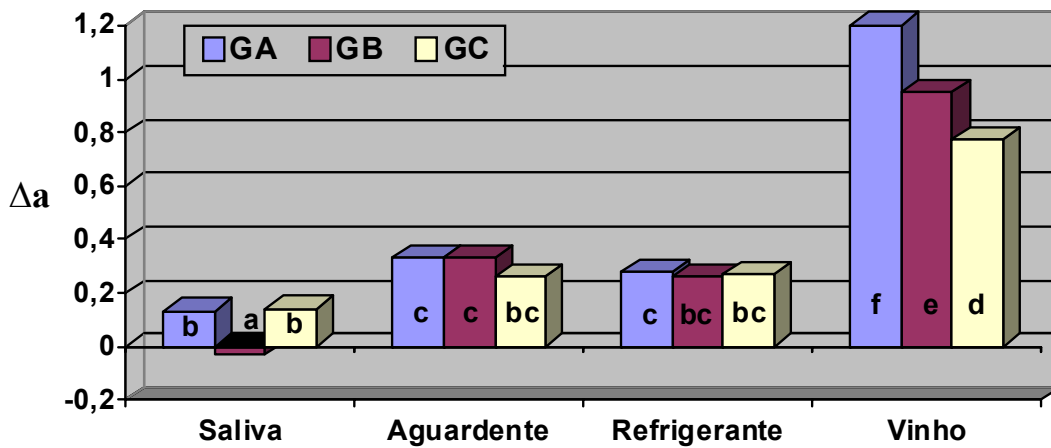 1,2
GA GB GC
1
0,8
Δa
0,6
0,4
0,2
0
-0,2
b a b
c c bc
c bc bc
f e d
Saliva Aguardente Refrigerante Vinho